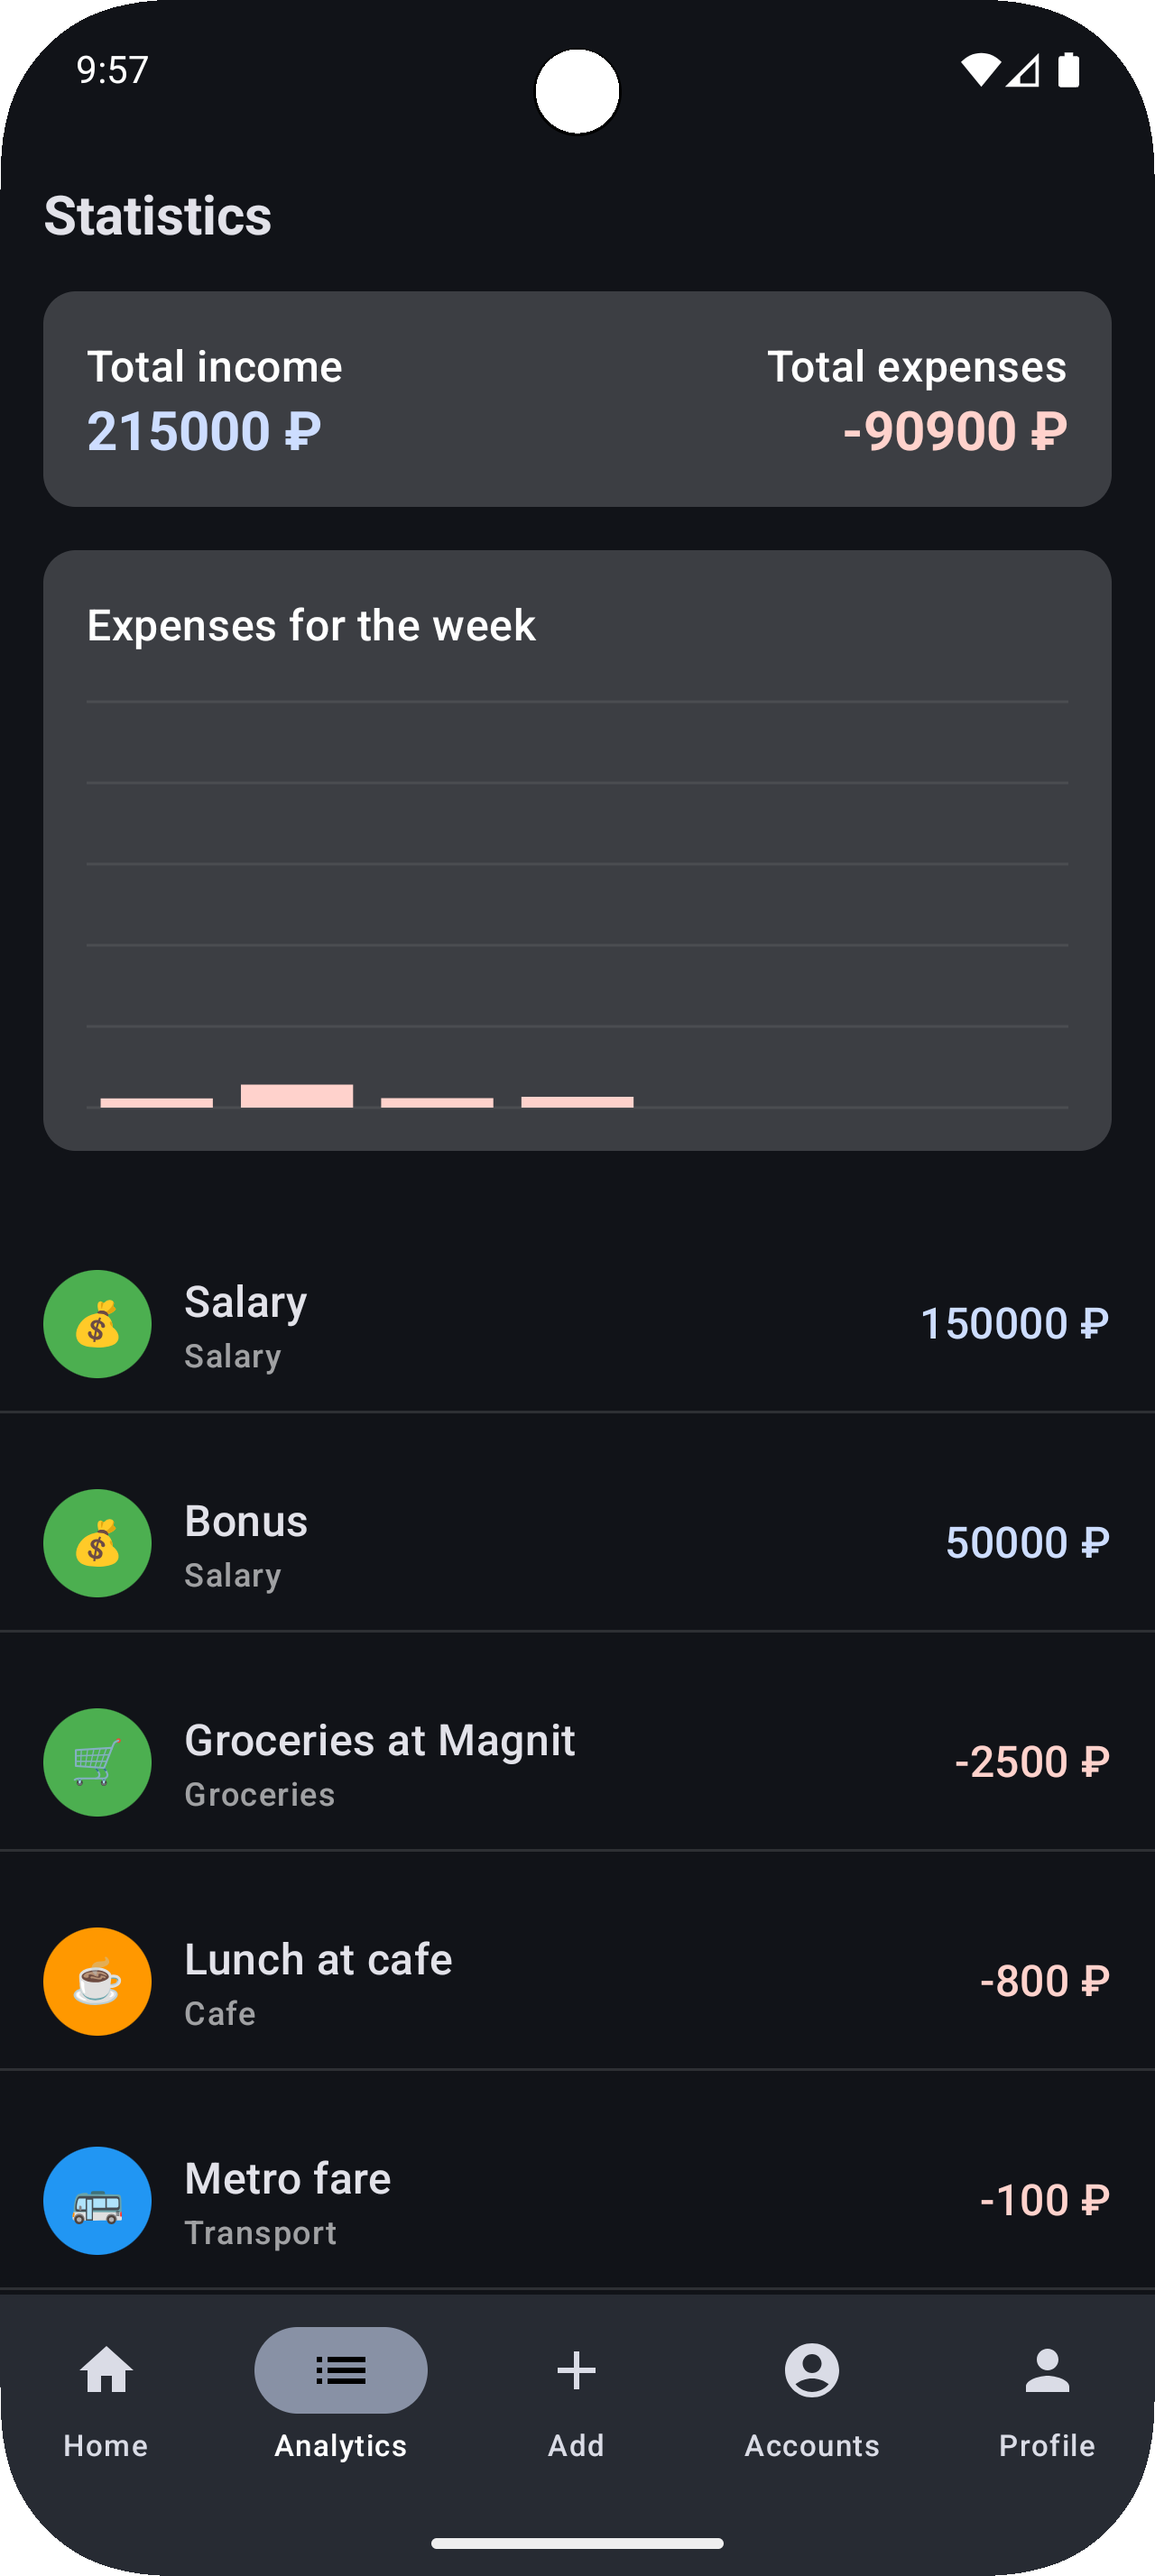 9:57
Statistics
Total income
Total expenses
215000 ₽
-90900 ₽
Expenses for the week
Salary
Salary
150000 ₽
Bonus
Salary
50000 ₽
Groceries at Magnit
Groceries
-2500 ₽
Lunch at cafe
Cafe
-800 ₽
Metro fare
Transport
-100 ₽
Home
Analytics
Add
Accounts
Profile